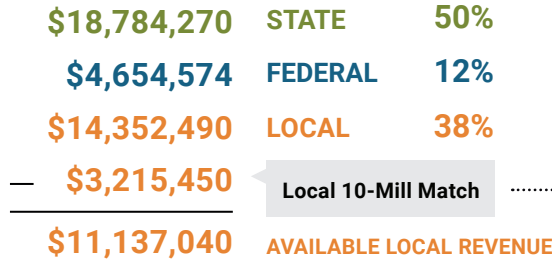 $18,784,270 STATE 50%
$4,654,574 FEDERAL 12%
$14,352,490 LOCAL 38%
— $3,215,450 Local 10-Mill Match
$11,137,040 AVAILABLE LOCAL REVENUE